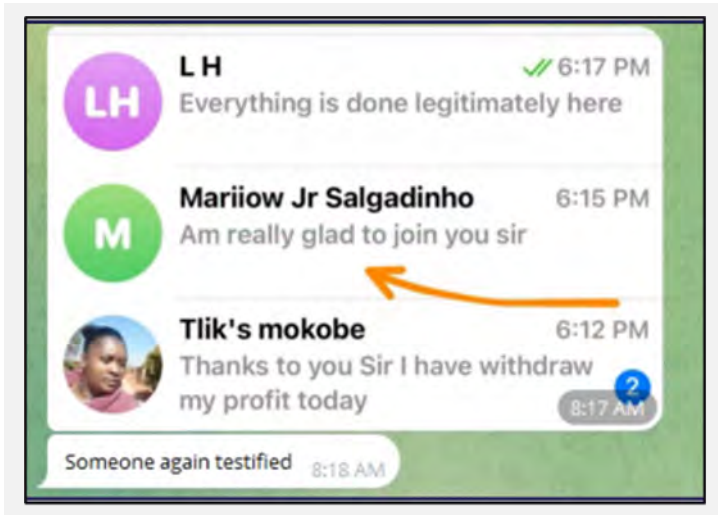 L H 6:17 PM
LH
Everything is done legitimately here
Mariiow Jr Salgadinho 6:15 PM
M
Am really glad to join you sir
Tlik's mokobe 6:12 PM
Thanks to you Sir I have withdraw
my profit today 2
8:17 AM
Someone again testified 8:18 AM